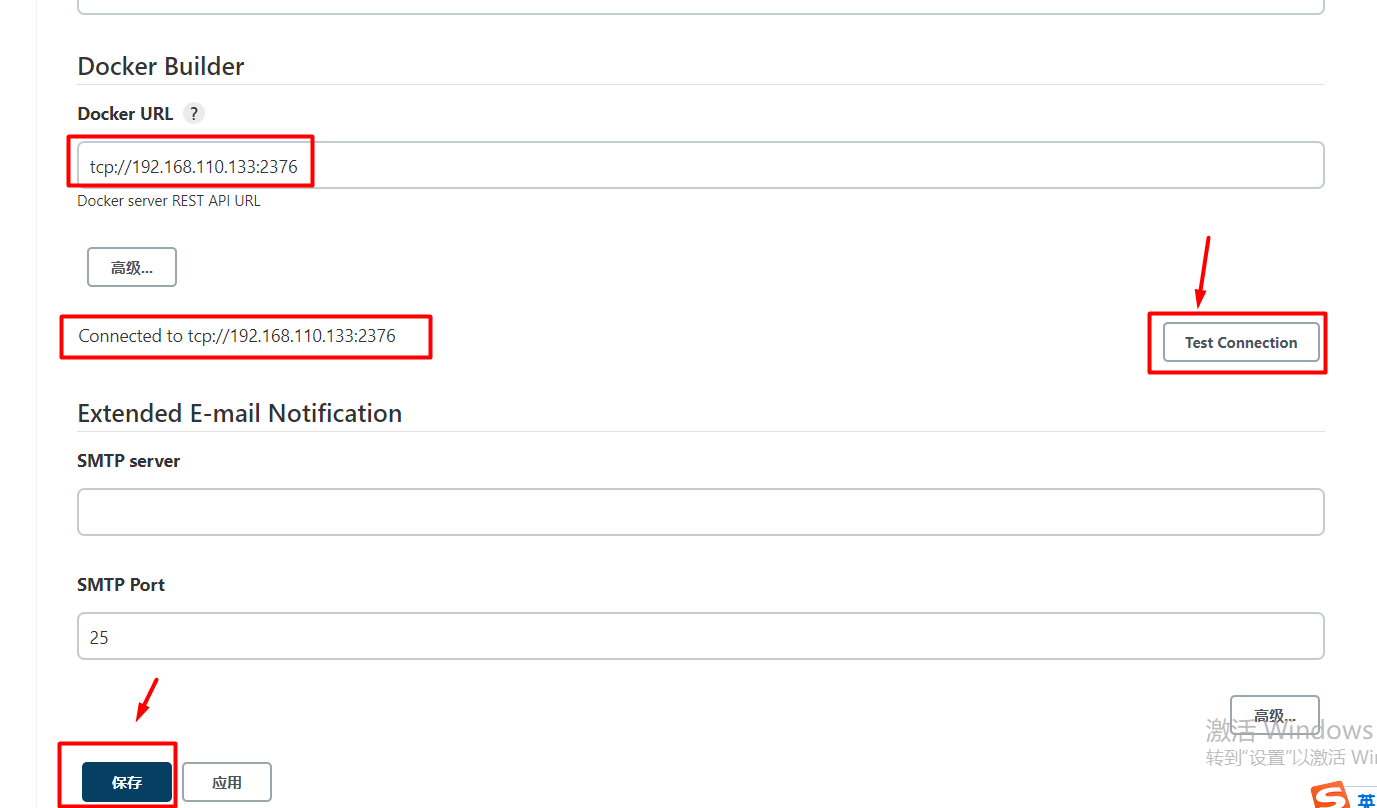 Docker Builder
Docker URL ?
tcp://192.168.110.133:2376
Docker server REST API URL
高级...
Connected to tcp://192.168.110.133:2376
Test Connection
Extended E-mail Notification
SMTP server
SMTP Port
25
高级...
激活 Windows
转到"设置"以激活 Wi
保存
应用
英